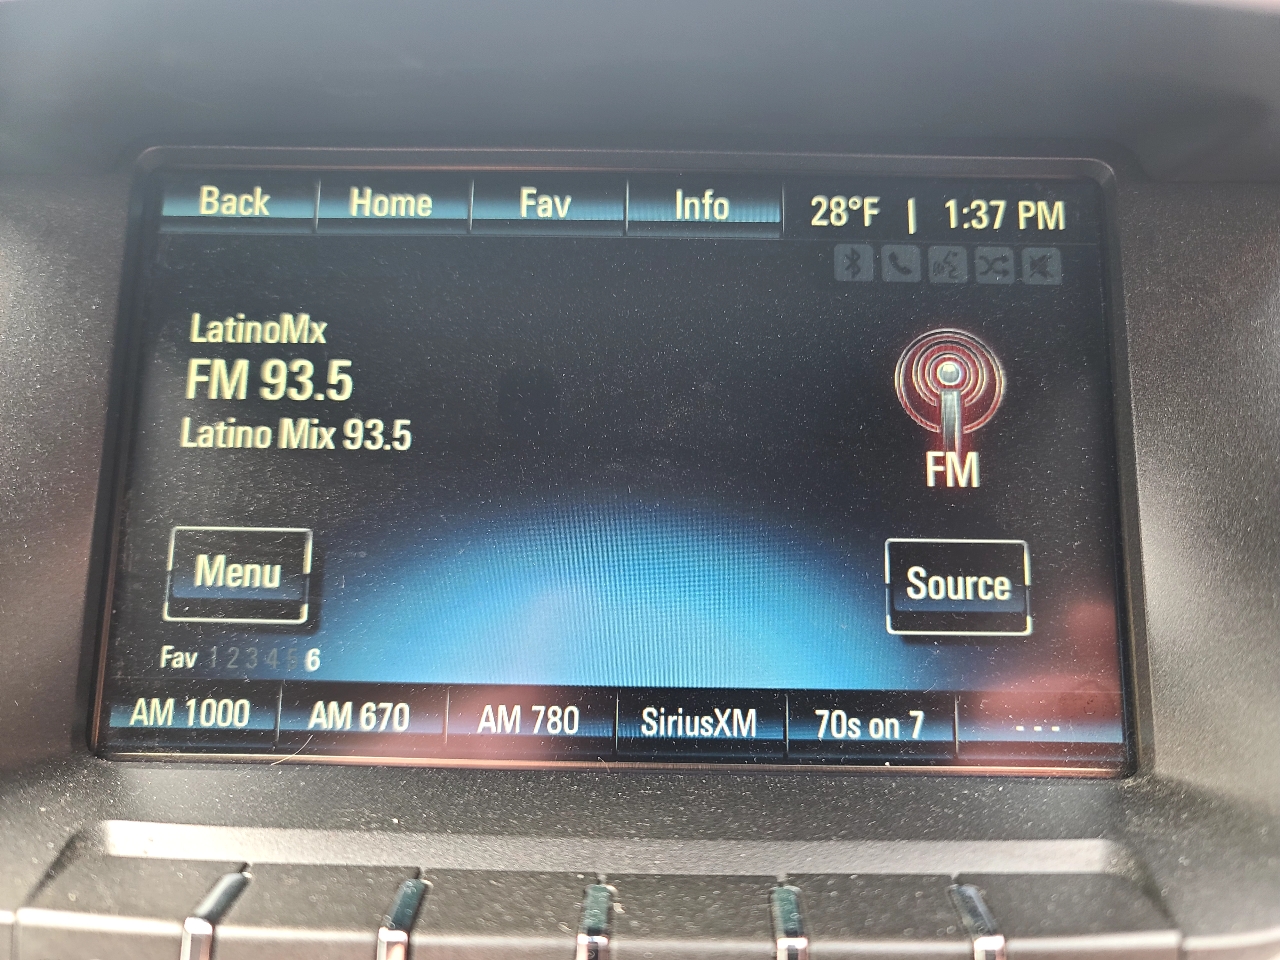 Back Home Fav Info 28°F | 1:37 PM
LatinoMx
FM 93.5
Latino Mix 93.5
FM
Menu
Source
Fav 1 2 3 4 5 6
AM 1000 AM 670 AM 780 SiriusXM 70s on 7 ---